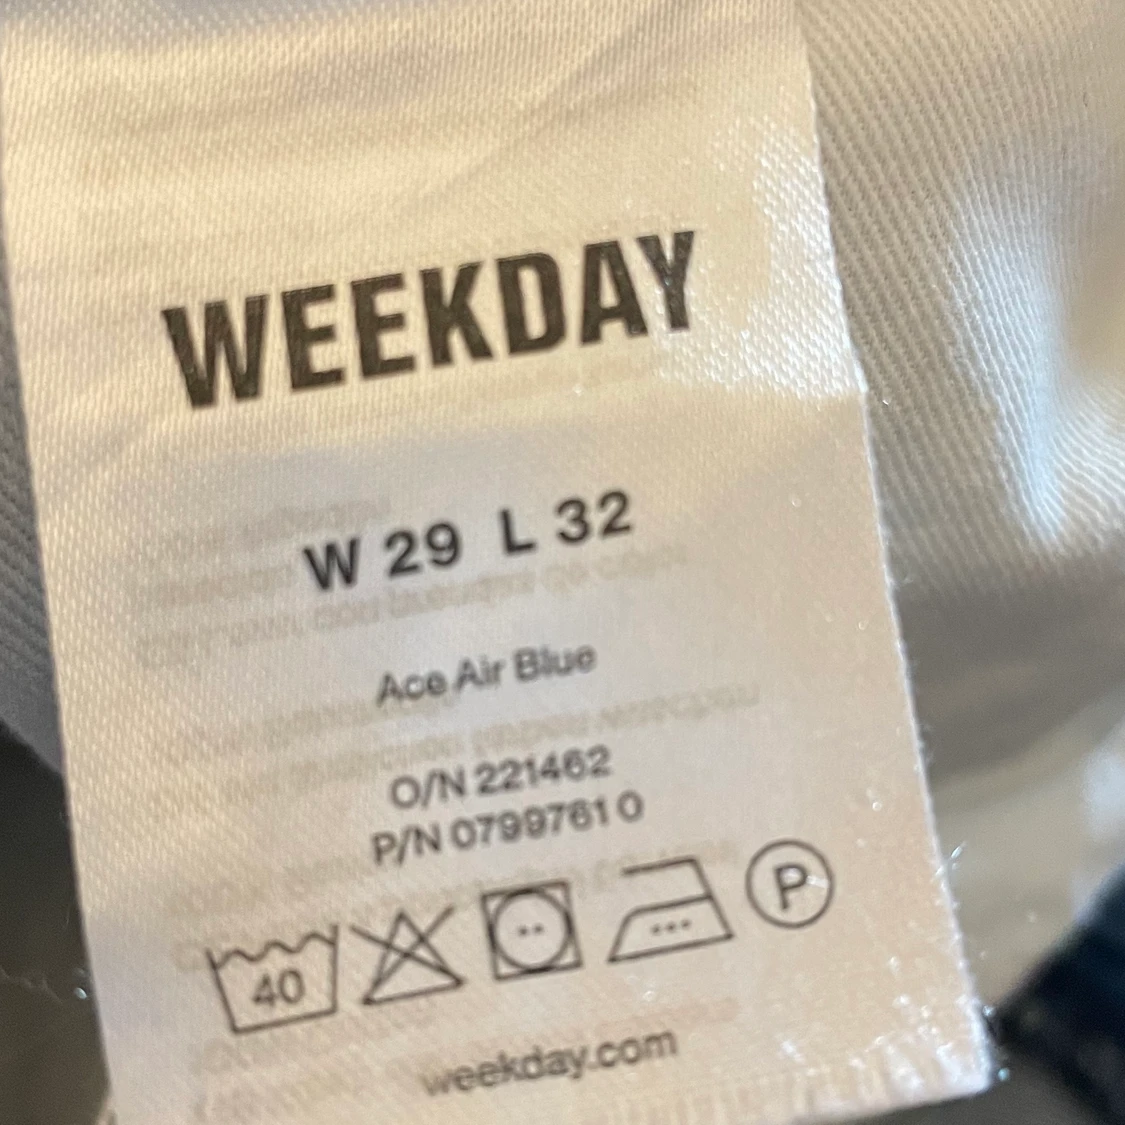 WEEKDAY
W 29 L 32
Ace Air Blue
O/N 221462
P/N 0799761 0
40
P
weekday.com